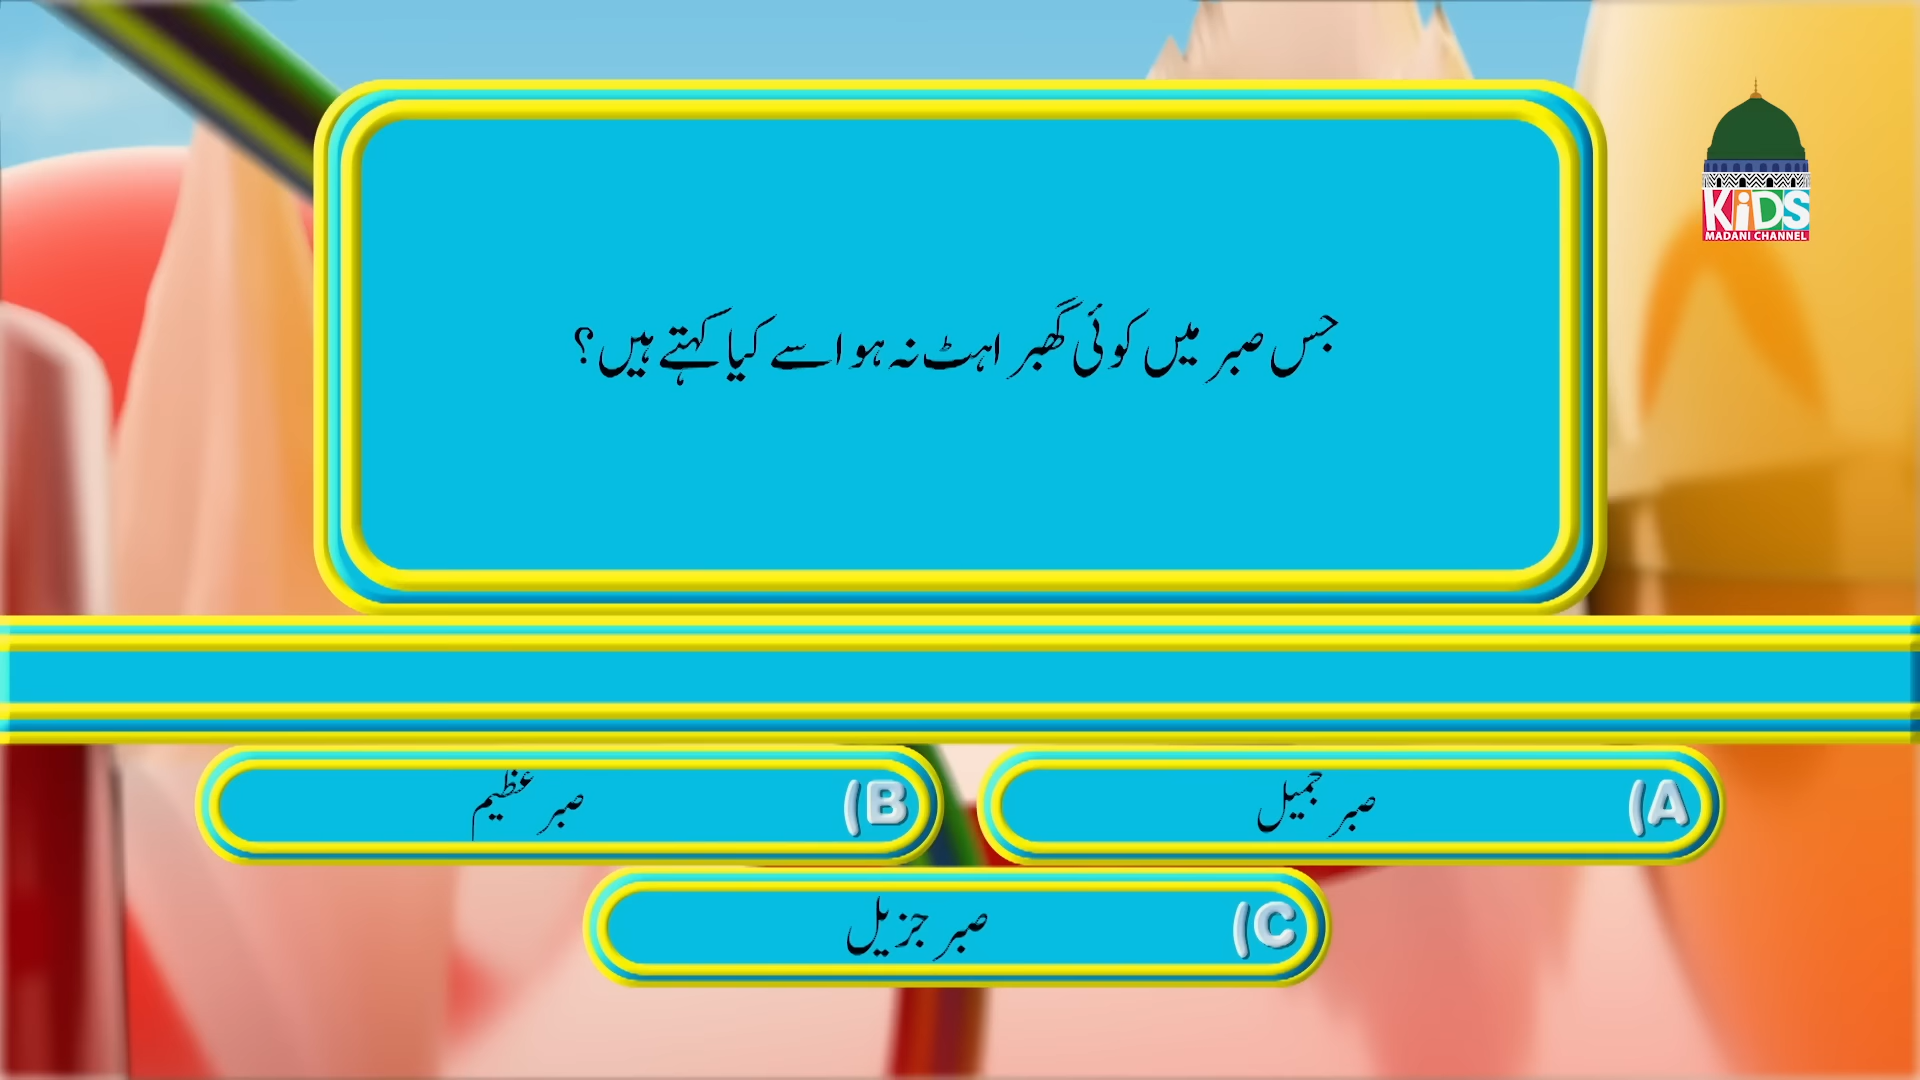 KiDS
MADANI CHANNEL
جس صبر میں کوئی گھبراہٹ نہ ہو اسے کیا کہتے ہیں؟
A) صبر جمیل
B) صبر عظیم
C) صبر جزیل